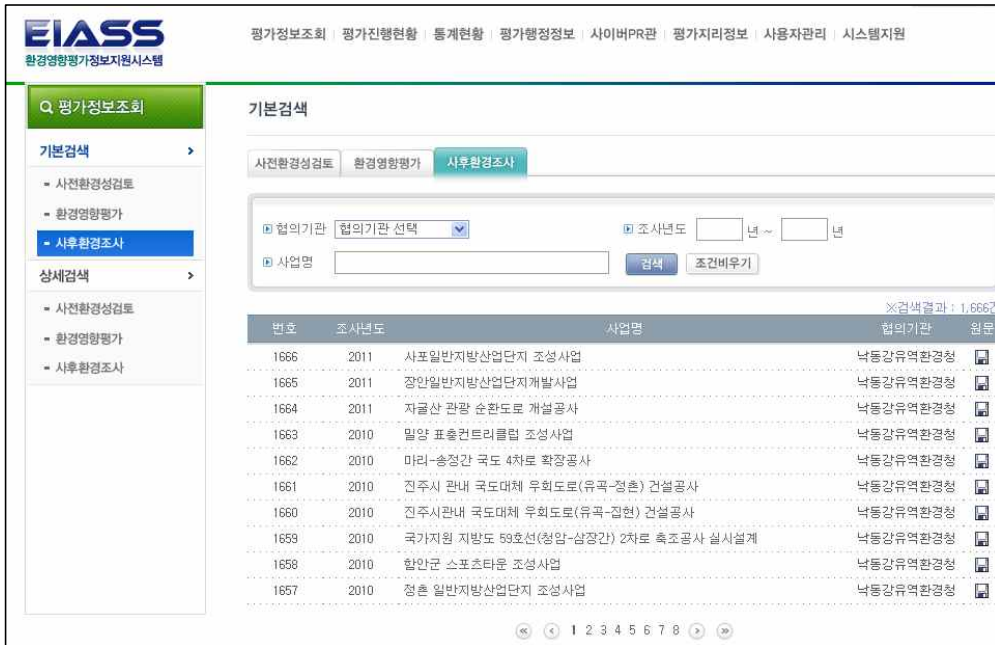 EIASS
환경영향평가정보지원시스템
평가정보조회 평가진행현황 통계현황 평가행정정보 사이버PR관 평가지리정보 사용자관리 시스템지원
평가정보조회
기본검색
- 사전환경성검토
- 환경영향평가
- 사후환경조사
상세검색
- 사전환경성검토
- 환경영향평가
- 사후환경조사
기본검색
사전환경성검토 환경영향평가 사후환경조사
협의기관 협의기관 선택 조사년도 년 ~ 년
사업명 검색 조건비우기
※검색결과 : 1,666건
번호 조사년도 사업명 협의기관 원문
1666 2011 사포일반지방산업단지 조성사업 낙동강유역환경청
1665 2011 장안일반지방산업단지개발사업 낙동강유역환경청
1664 2011 자굴산 관광 순환도로 개설공사 낙동강유역환경청
1663 2010 밀양 표충컨트리클럽 조성사업 낙동강유역환경청
1662 2010 마리-송정간 국도 4차로 확장공사 낙동강유역환경청
1661 2010 진주시 관내 국도대체 우회도로(유곡-정촌) 건설공사 낙동강유역환경청
1660 2010 진주시관내 국도대체 우회도로(유곡-집현) 건설공사 낙동강유역환경청
1659 2010 국가지원 지방도 59호선(청암-삼장간) 2차로 축조공사 실시설계 낙동강유역환경청
1658 2010 함안군 스포츠타운 조성사업 낙동강유역환경청
1657 2010 정촌 일반지방산업단지 조성사업 낙동강유역환경청
1 2 3 4 5 6 7 8